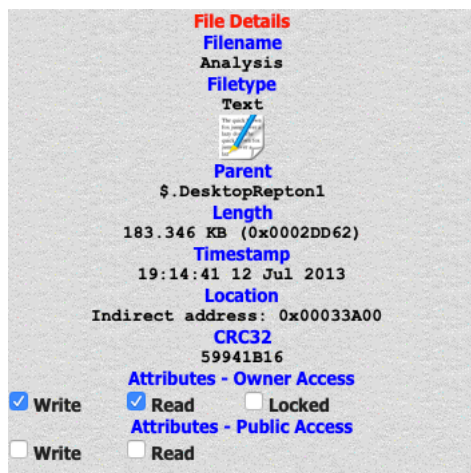 File Details
Filename
Analysis
Filetype
Text
Parent
$.DesktopRepton1
Length
183.346 KB (0x0002DD62)
Timestamp
19:14:41 12 Jul 2013
Location
Indirect address: 0x00033A00
CRC32
59941B16
Attributes - Owner Access
Write Read Locked
Attributes - Public Access
Write Read